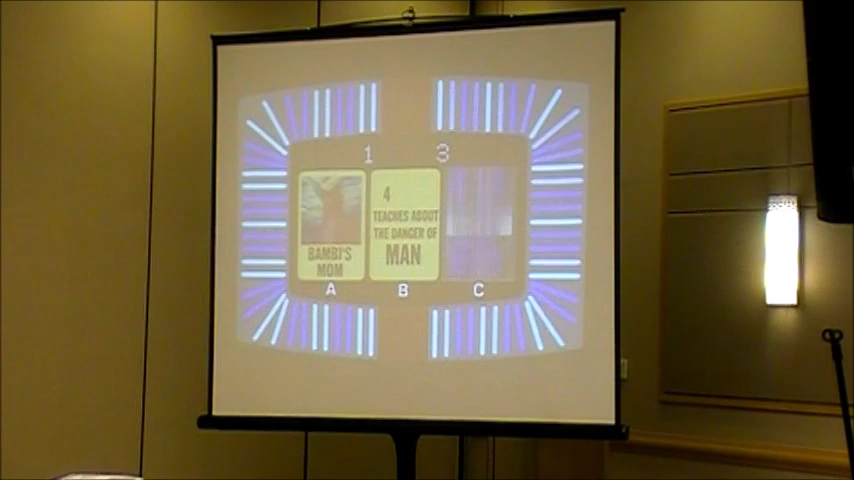 1 3
BAMBI'S
MOM
4
TEACHES ABOUT
THE DANGER OF
MAN
A B C